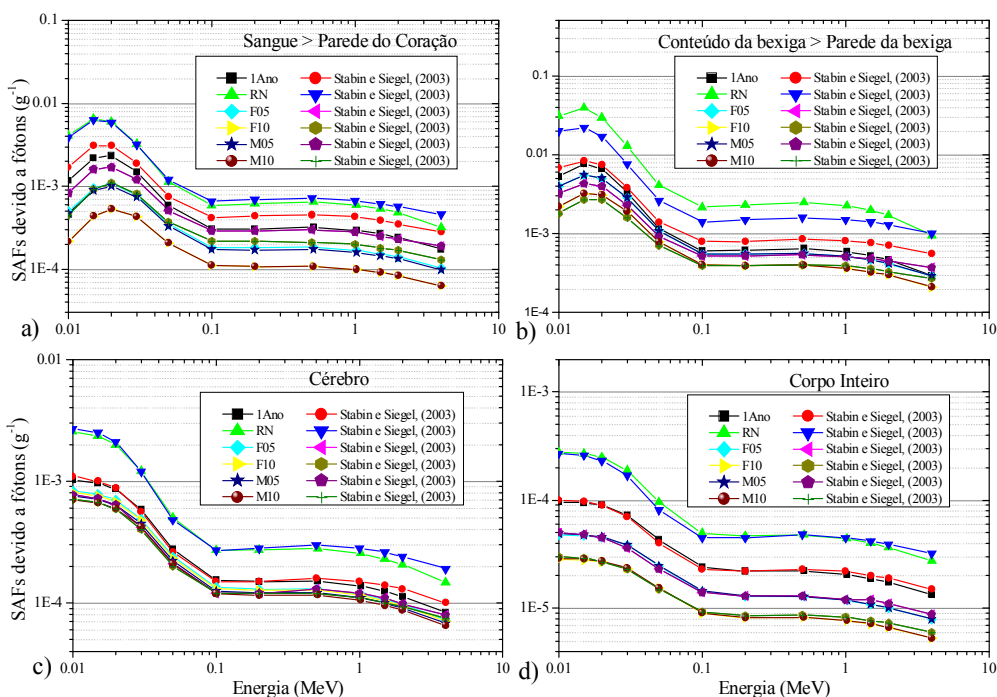 0.1
SAFs devido a fótons (g⁻¹)
Sangue > Parede do Coração
1Ano
Stabin e Siegel, (2003)
RN
Stabin e Siegel, (2003)
F05
Stabin e Siegel, (2003)
F10
Stabin e Siegel, (2003)
M05
Stabin e Siegel, (2003)
M10
Stabin e Siegel, (2003)
0.01
1E-3
1E-4
0.01
0.1
1
10
a)
Conteúdo da bexiga > Parede da bexiga
1Ano
Stabin e Siegel, (2003)
RN
Stabin e Siegel, (2003)
F05
Stabin e Siegel, (2003)
F10
Stabin e Siegel, (2003)
M05
Stabin e Siegel, (2003)
M10
Stabin e Siegel, (2003)
0.1
0.01
1E-3
1E-4
0.01
0.1
1
10
b)
0.01
SAFs devido a fótons (g⁻¹)
Cérebro
1Ano
Stabin e Siegel, (2003)
RN
Stabin e Siegel, (2003)
F05
Stabin e Siegel, (2003)
F10
Stabin e Siegel, (2003)
M05
Stabin e Siegel, (2003)
M10
Stabin e Siegel, (2003)
1E-3
1E-4
0.01
0.1
1
10
c)
Energia (MeV)
Corpo Inteiro
1Ano
Stabin e Siegel, (2003)
RN
Stabin e Siegel, (2003)
F05
Stabin e Siegel, (2003)
F10
Stabin e Siegel, (2003)
M05
Stabin e Siegel, (2003)
M10
Stabin e Siegel, (2003)
1E-3
1E-4
1E-5
0.01
0.1
1
10
d)
Energia (MeV)